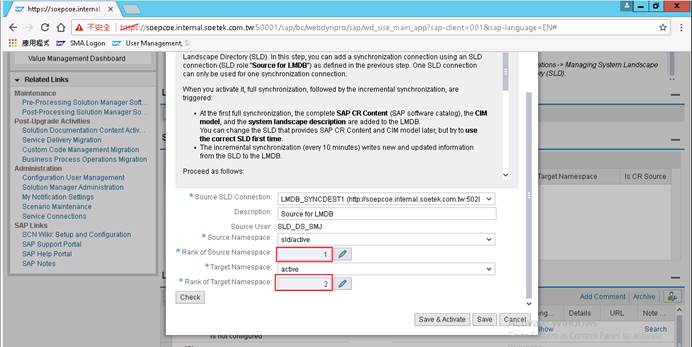 不安全 | https://soepcoe.internal.soetek.com.tw:50001/sap/bc/webdynpro/sap/wd_sise_main_app?sap-client=001&sap-language=EN#
應用程式 SMA Logon User Management, S
Value Management Dashboard
Related Links
Maintenance
Pre-Processing Solution Manager Soft...
Post-Processing Solution Manager So...
Post-Upgrade Activities
Solution Documentation Content Activ...
Service Delivery Migration
Custom Code Management Migration
Business Process Operations Migration
Administration
Configuration User Management
Solution Manager Administration
My Notification Settings
Scenario Maintenance
Service Connections
SAP Links
SCN Wiki: Setup and Configuration
SAP Support Portal
SAP Help Portal
SAP Notes
Landscape Directory (SLD). In this step, you can add a synchronization connection using an SLD
connection (SLD role "Source for LMDB") as defined in the previous step. One SLD connection
can only be used for one synchronization connection.
When you activate it, full synchronization, followed by the incremental synchronization, are
triggered:
• At the first full synchronization, the complete SAP CR Content (SAP software catalog), the CIM
model, and the system landscape description are added to the LMDB.
You can change the SLD that provides SAP CR Content and CIM model later, but try to use
the correct SLD first time.
• The incremental synchronization (every 10 minutes) writes new and updated information
from the SLD to the LMDB.
Proceed as follows:
* Source SLD Connection: LMDB_SYNCDEST1 (http://soepcoe.internal.soetek.com.tw:502
Description: Source for LMDB
Source User: SLD_DS_SMJ
* Source Namespace: sld/active
* Rank of Source Namespace: 1
* Target Namespace: active
* Rank of Target Namespace: 2
Check
Save & Activate Save Cancel
ptions -> Managing System Landscape
ry (SLD).
Target Namespace Is CR Source
Add Comment Archive
ng... Details URL Note ...
Show Search
is not configured